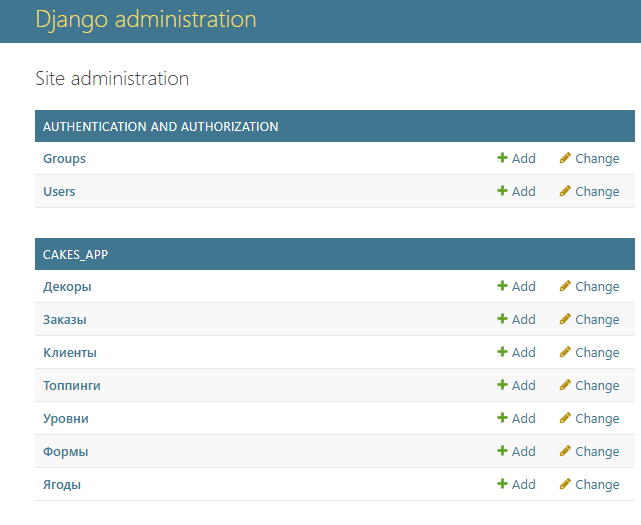 Django administration
Site administration
AUTHENTICATION AND AUTHORIZATION
Groups Add Change
Users Add Change
CAKES_APP
Декоры Add Change
Заказы Add Change
Клиенты Add Change
Топпинги Add Change
Уровни Add Change
Формы Add Change
Ягоды Add Change